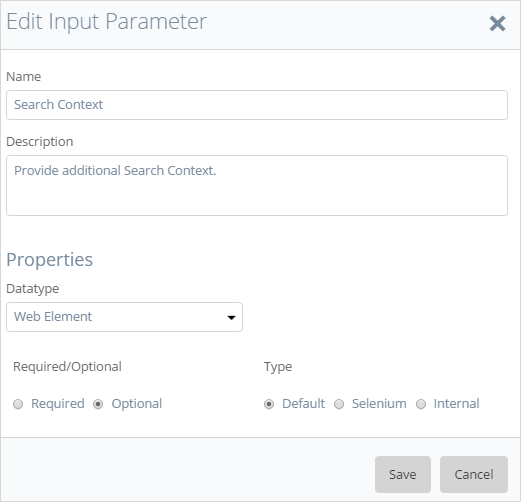 Edit Input Parameter
Name
Search Context
Description
Provide additional Search Context.
Properties
Datatype
Web Element
Required/Optional Type
Required Optional Default Selenium Internal
Save Cancel